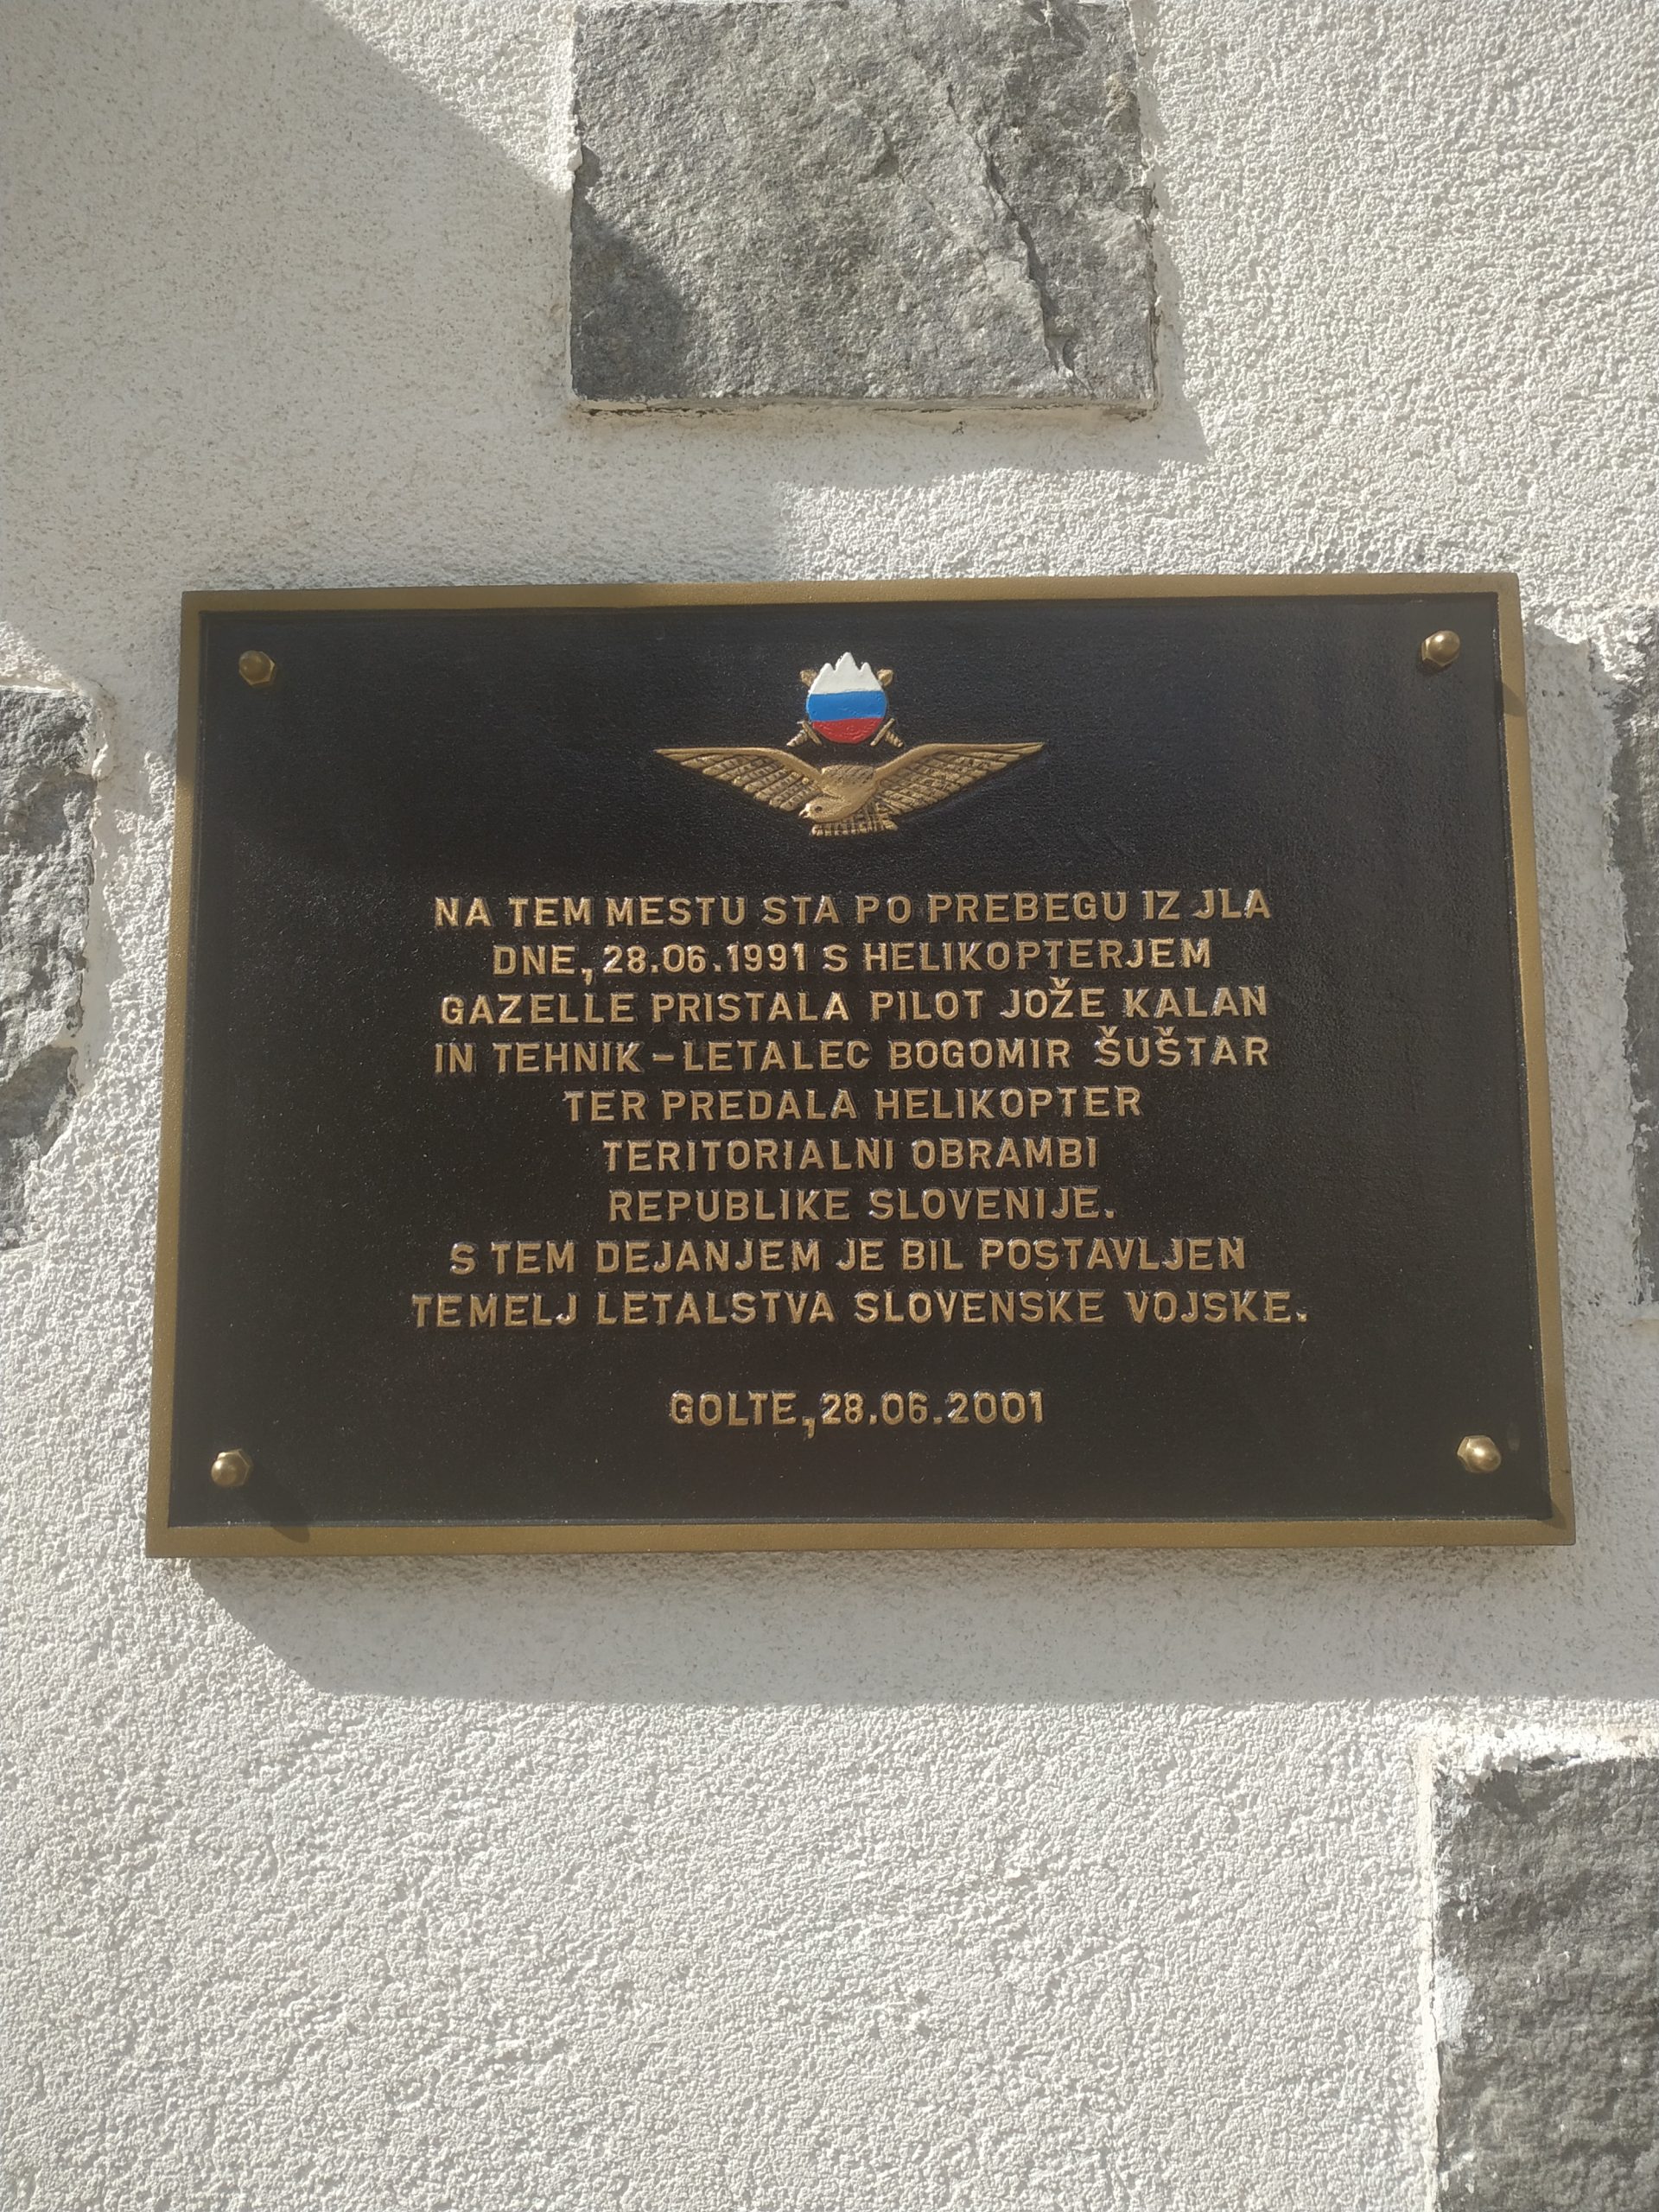 NA TEM MESTU STA PO PREBEGU IZ JLA
DNE, 28.06.1991 S HELIKOPTERJEM
GAZELLE PRISTALA PILOT JOŽE KALAN
IN TEHNIK - LETALEC BOGOMIR ŠUŠTAR
TER PREDALA HELIKOPTER
TERITORIALNI OBRAMBI
REPUBLIKE SLOVENIJE.
S TEM DEJANJEM JE BIL POSTAVLJEN
TEMELJ LETALSTVA SLOVENSKE VOJSKE.
GOLTE, 28.06.2001